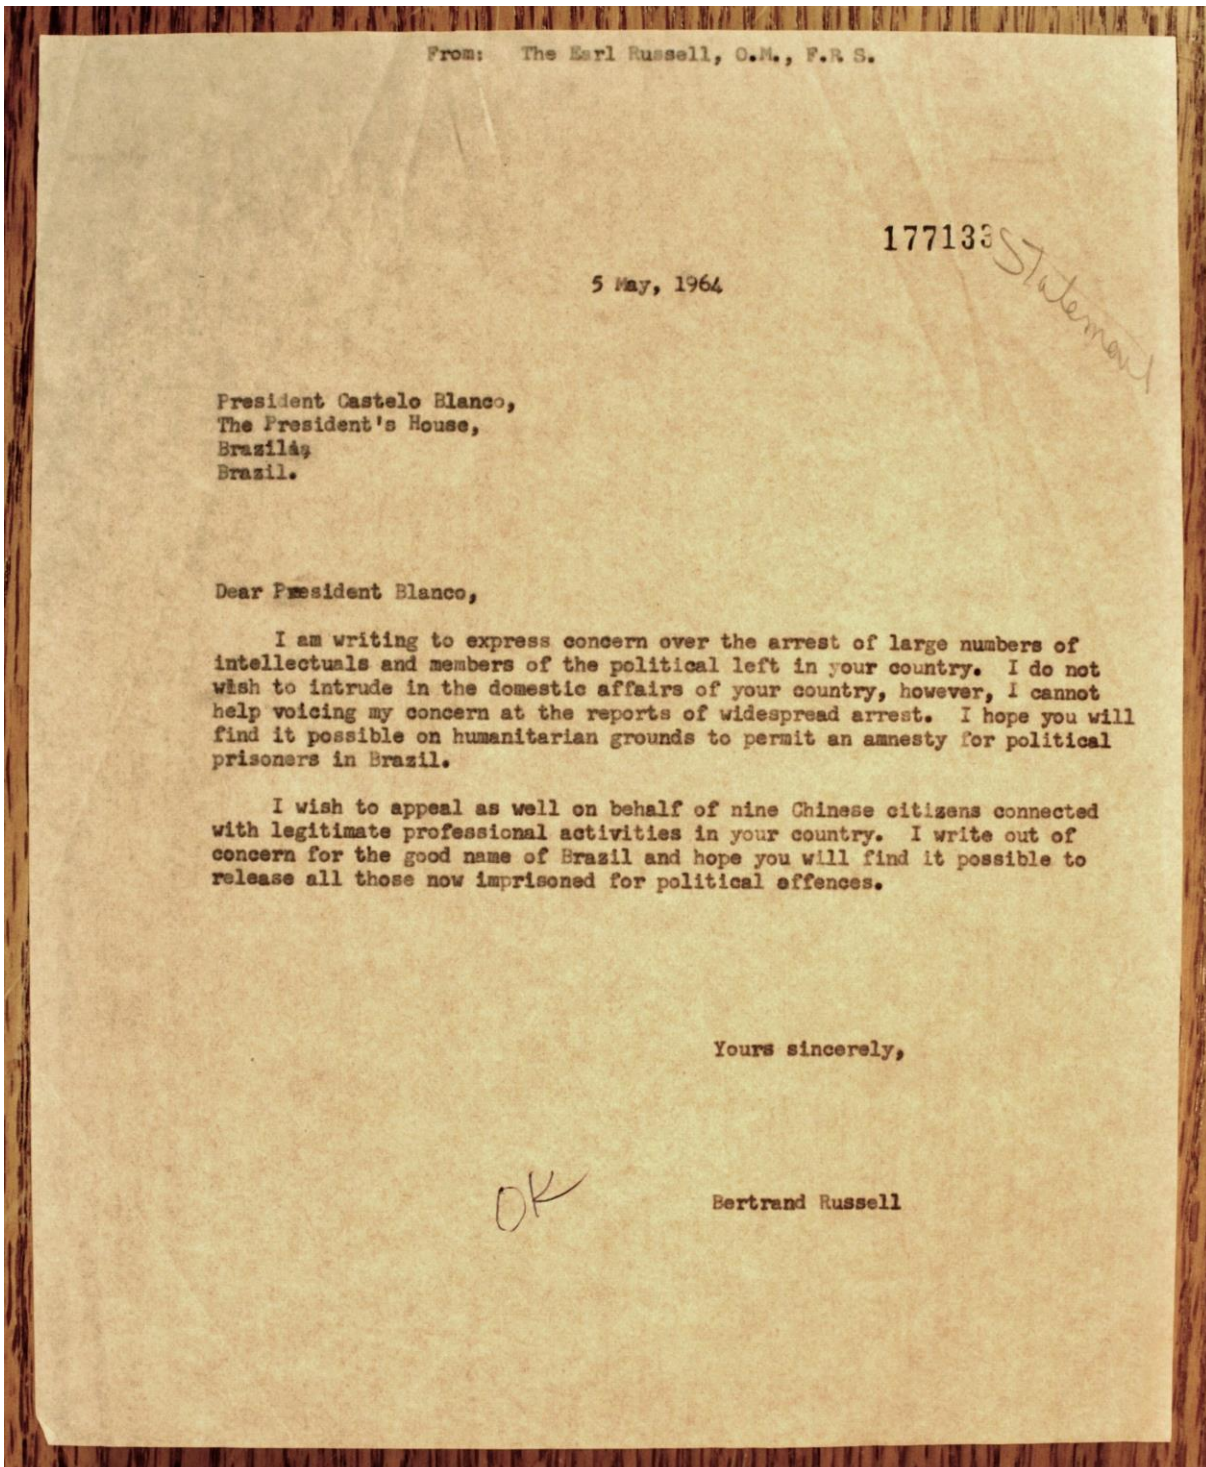 From: The Earl Russell, O.M., F.R.S.
177133
Statement
5 May, 1964
President Castelo Blanco,
The President's House,
Brazilia,
Brazil.
Dear President Blanco,
I am writing to express concern over the arrest of large numbers of
intellectuals and members of the political left in your country. I do not
wish to intrude in the domestic affairs of your country, however, I cannot
help voicing my concern at the reports of widespread arrest. I hope you will
find it possible on humanitarian grounds to permit an amnesty for political
prisoners in Brazil.
I wish to appeal as well on behalf of nine Chinese citizens connected
with legitimate professional activities in your country. I write out of
concern for the good name of Brazil and hope you will find it possible to
release all those now imprisoned for political offences.
Yours sincerely,
OK
Bertrand Russell